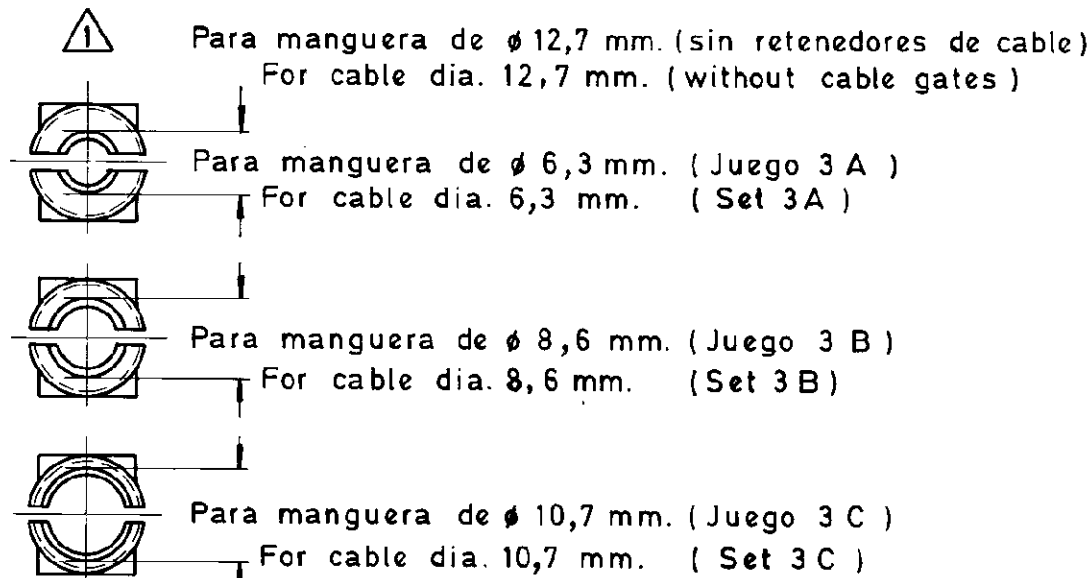 1
Para manguera de ø 12,7 mm. (sin retenedores de cable)
For cable dia. 12,7 mm. (without cable gates)
Para manguera de ø 6,3 mm. (Juego 3A)
For cable dia. 6,3 mm. (Set 3A)
Para manguera de ø 8,6 mm. (Juego 3B)
For cable dia. 8,6 mm. (Set 3B)
Para manguera de ø 10,7 mm. (Juego 3C)
For cable dia. 10,7 mm. (Set 3C)